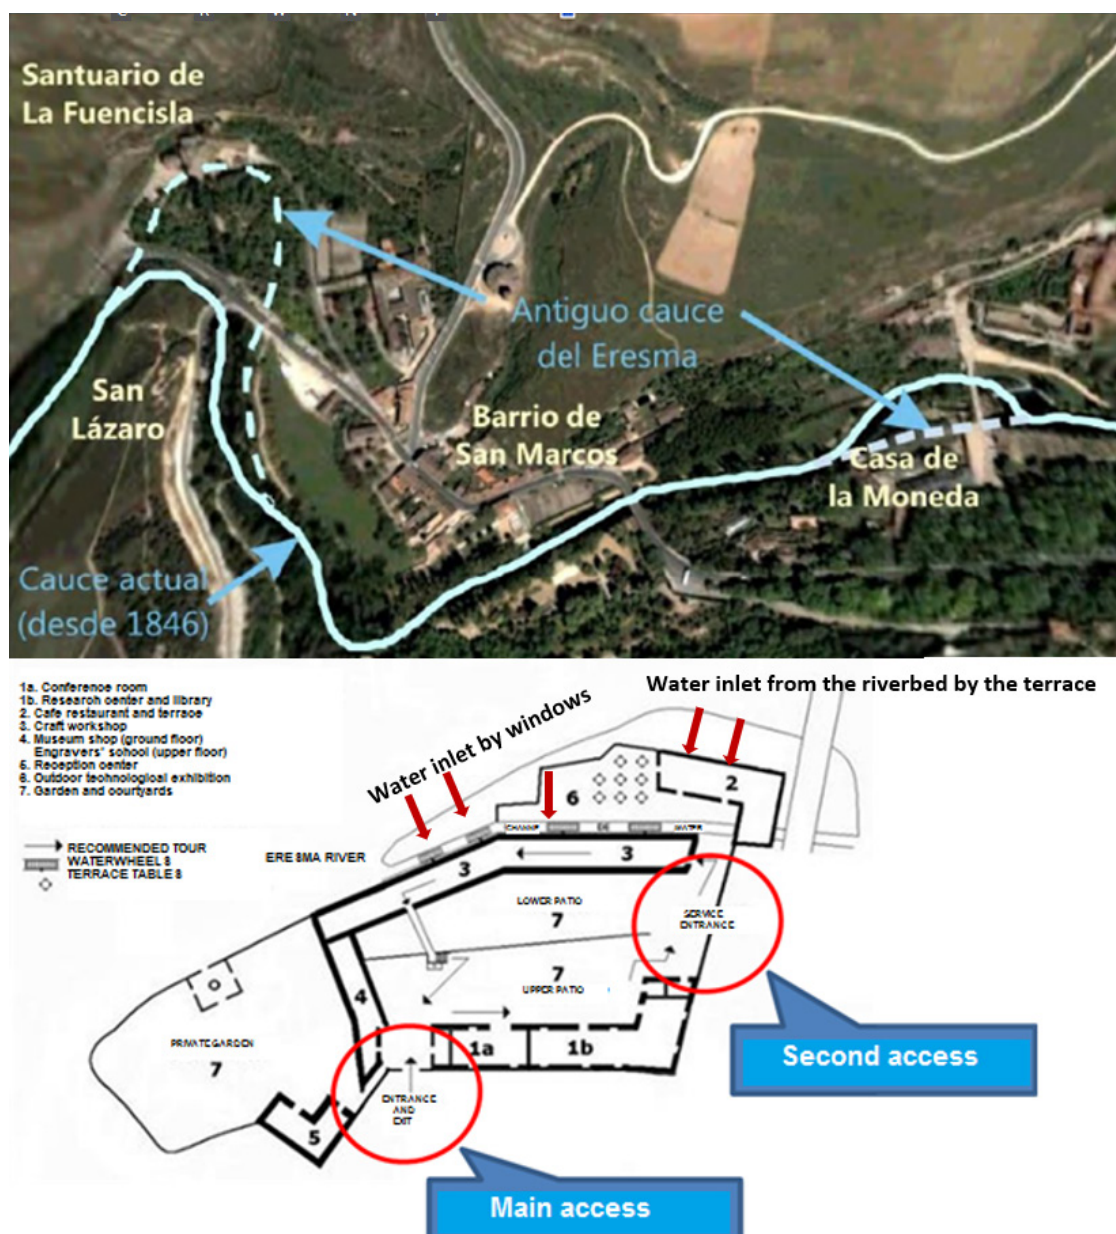 Santuario de
La Fuencisla
Antiguo cauce
del Eresma
San
Lázaro
Barrio de
San Marcos
Casa de
la Moneda
Cauce actual
(desde 1846)
1a. Conference room
1b. Research center and library
2. Cafe restaurant and terrace
3. Craft workshop
4. Museum shop (ground floor)
Engravers' school (upper floor)
5. Reception center
6. Outdoor technological exhibition
7. Garden and courtyards
RECOMMENDED TOUR
WATERWHEELS
TERRACE TABLES
Water inlet from the riverbed by the terrace
Water inlet by windows
2
6
CHANNE
WATER
ERESMA RIVER
3
3
LOWER PATIO
7
SERVICE
ENTRANCE
7
UPPER PATIO
4
PRIVATE GARDEN
7
1a
1b
ENTRANCE
AND
EXIT
5
Second access
Main access